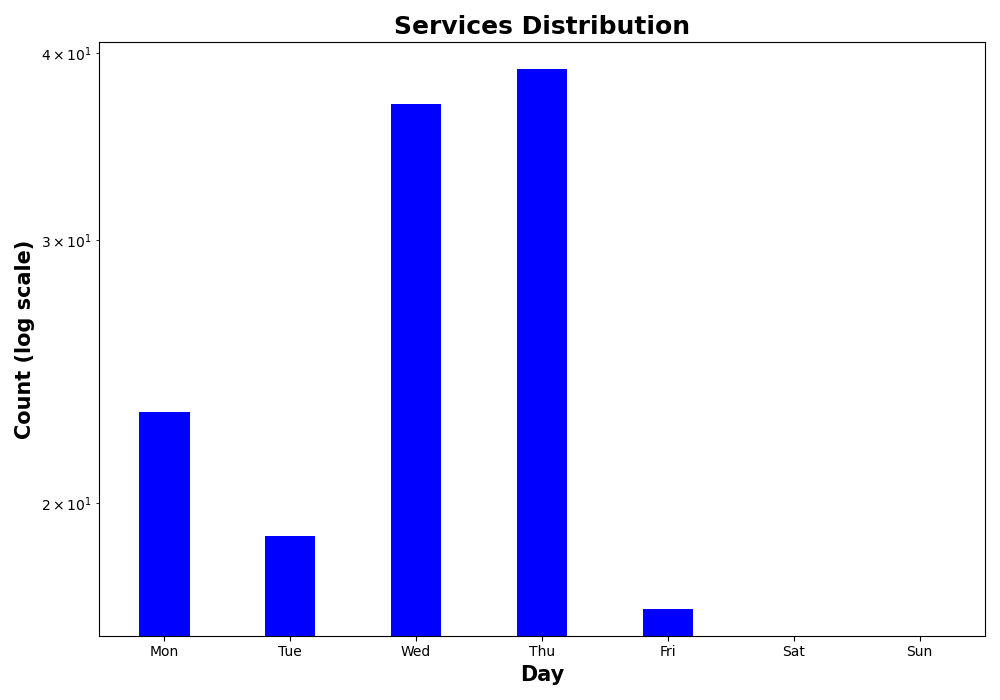 Services Distribution
4 × 10¹
3 × 10¹
2 × 10¹
Count (log scale)
Mon Tue Wed Thu Fri Sat Sun
Day